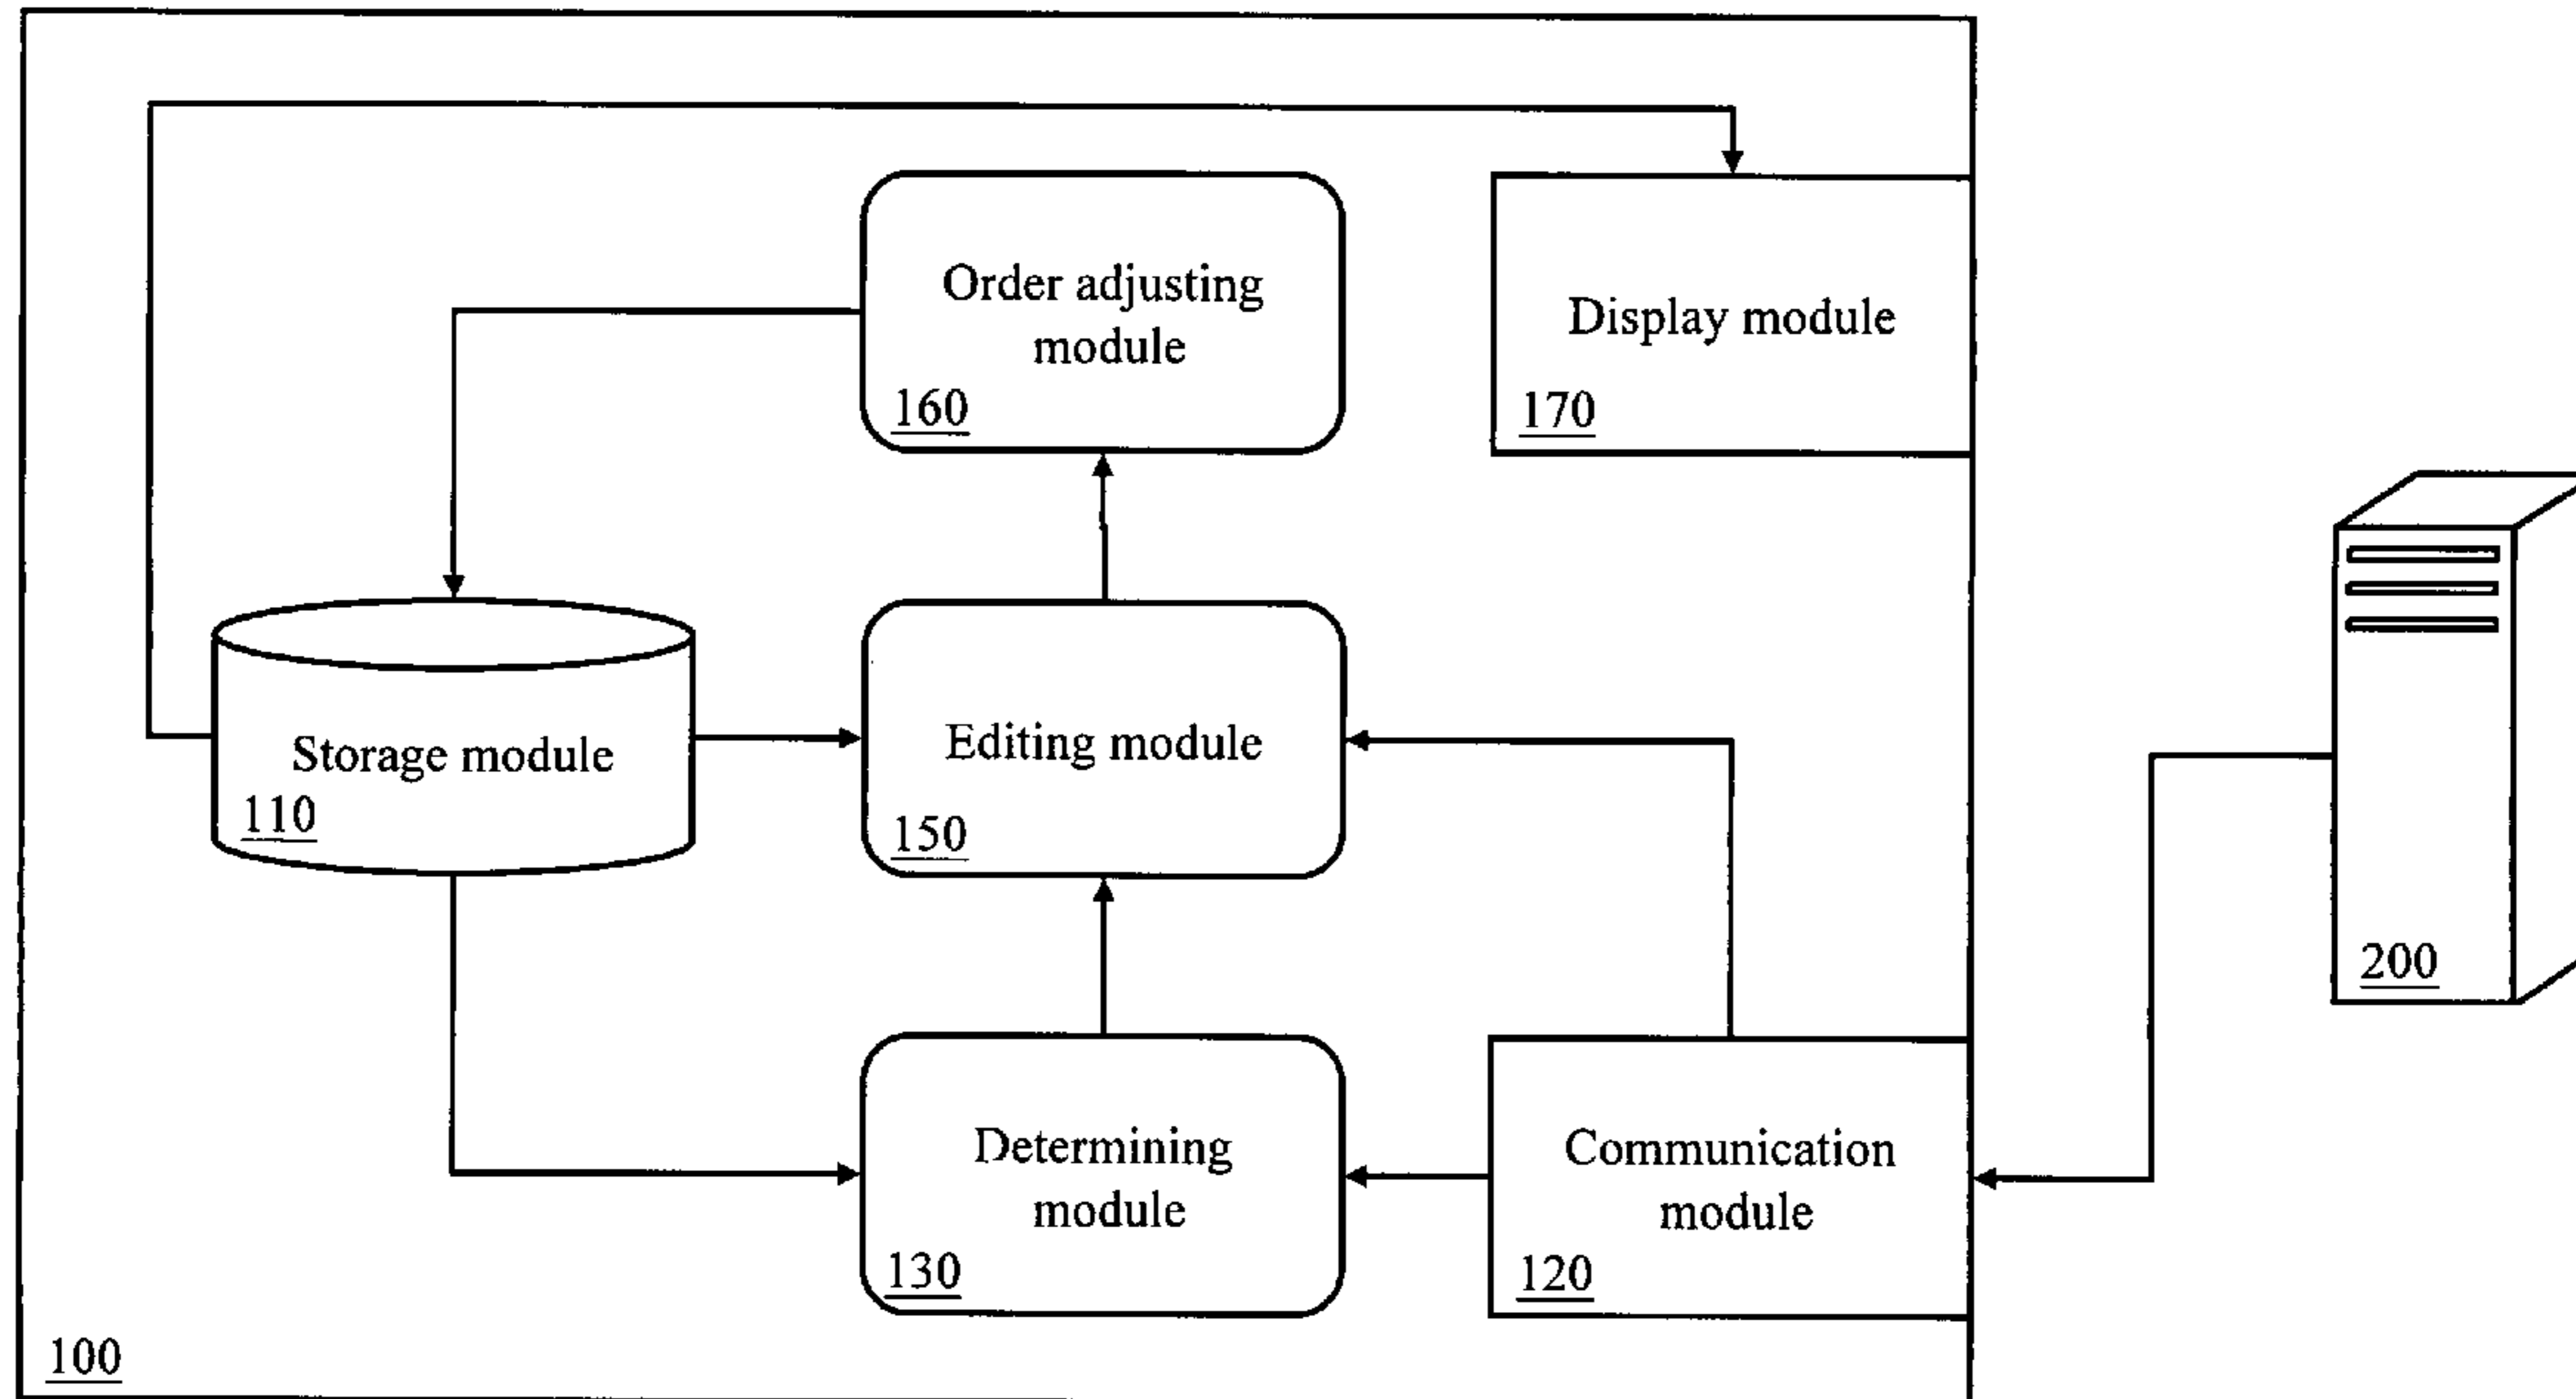 Order adjusting
module
160
Display module
170
Storage module
110
Editing module
150
200
Determining
module
130
Communication
module
120
100